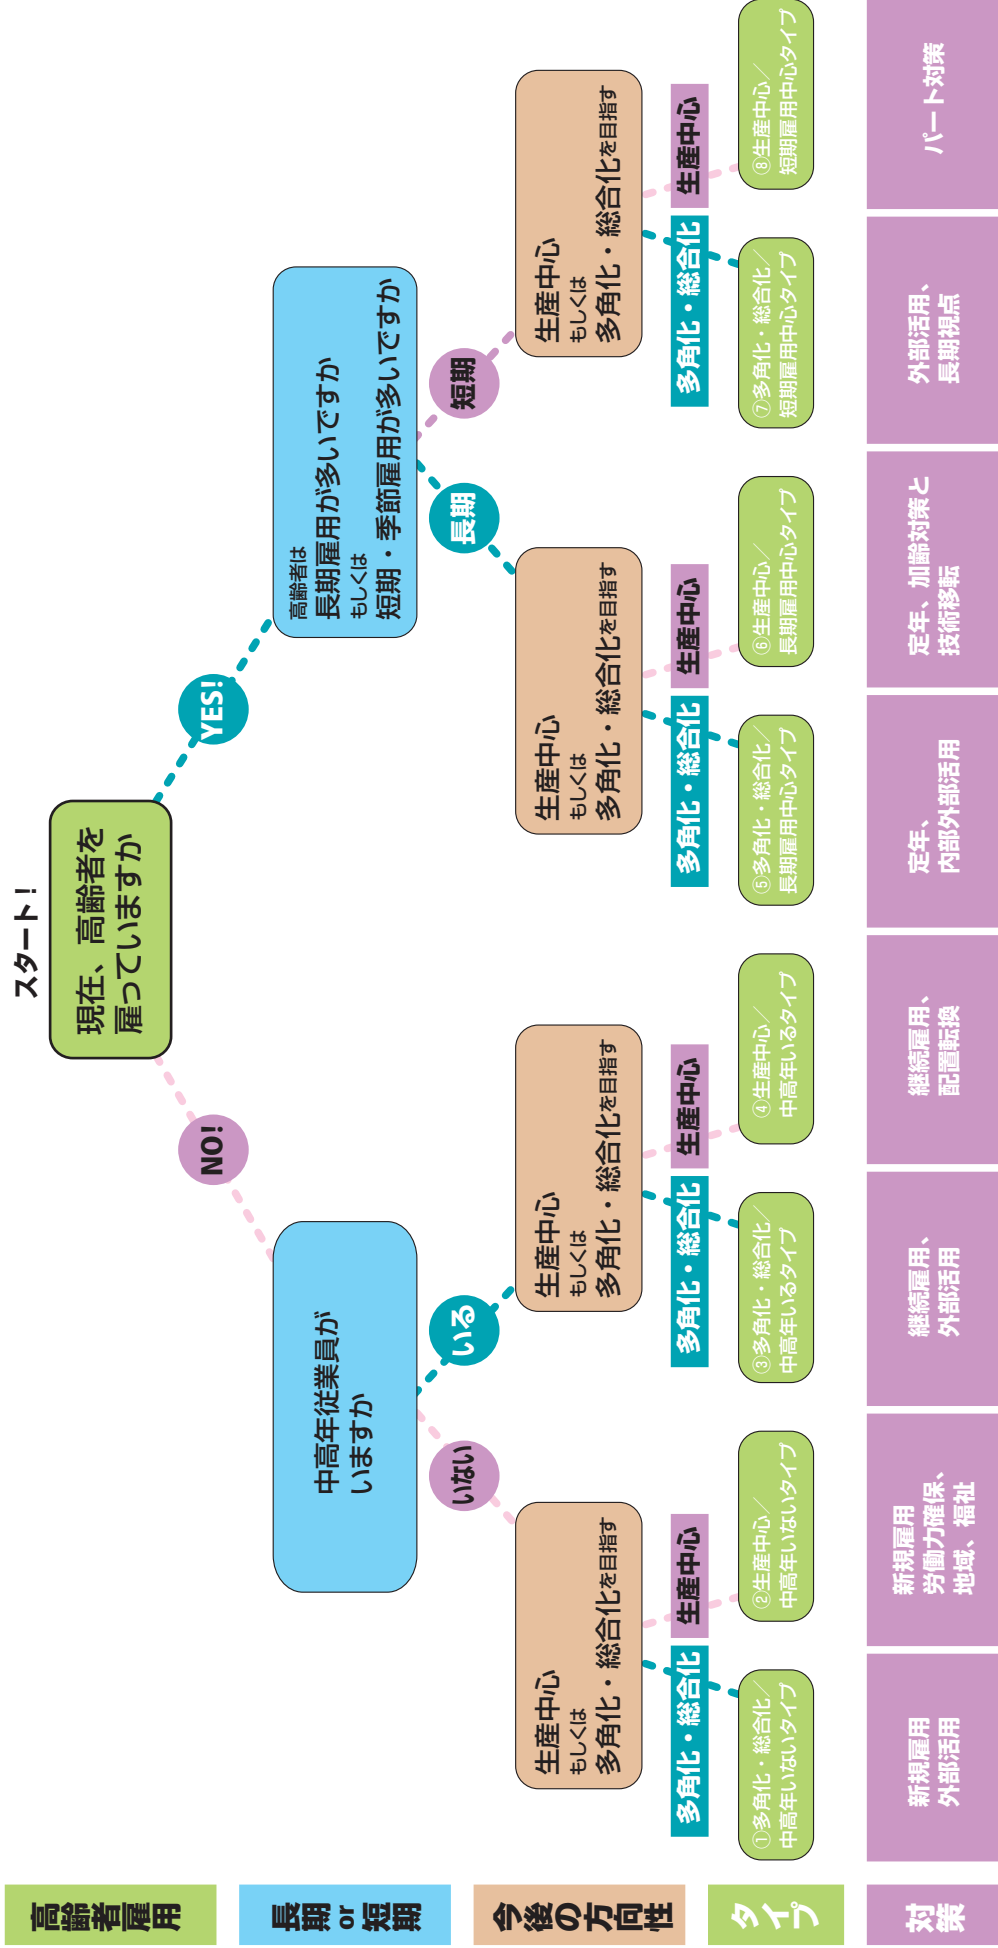 スタート！
高齢者雇用
現在、高齢者を
雇っていますか
NO!
YES!
長期 or 短期
中高年従業員が
いますか
高齢者は
長期雇用が多いですか
もしくは
短期・季節雇用が多いですか
いない
いる
長期
短期
今後の方向性
生産中心
もしくは
多角化・総合化を目指す
生産中心
もしくは
多角化・総合化を目指す
生産中心
もしくは
多角化・総合化を目指す
生産中心
もしくは
多角化・総合化を目指す
多角化・総合化
生産中心
多角化・総合化
生産中心
多角化・総合化
生産中心
多角化・総合化
生産中心
タイプ
①多角化・総合化／
中高年いないタイプ
②生産中心／
中高年いないタイプ
③多角化・総合化／
中高年いるタイプ
④生産中心／
中高年いるタイプ
⑤多角化・総合化／
長期雇用中心タイプ
⑥生産中心／
長期雇用中心タイプ
⑦多角化・総合化／
短期雇用中心タイプ
⑧生産中心／
短期雇用中心タイプ
対策
新規雇用
外部活用
新規雇用
労働力確保、
地域、福祉
継続雇用、
外部活用
継続雇用、
配置転換
定年、
内部外部活用
定年、加齢対策と
技術移転
外部活用、
長期視点
パート対策